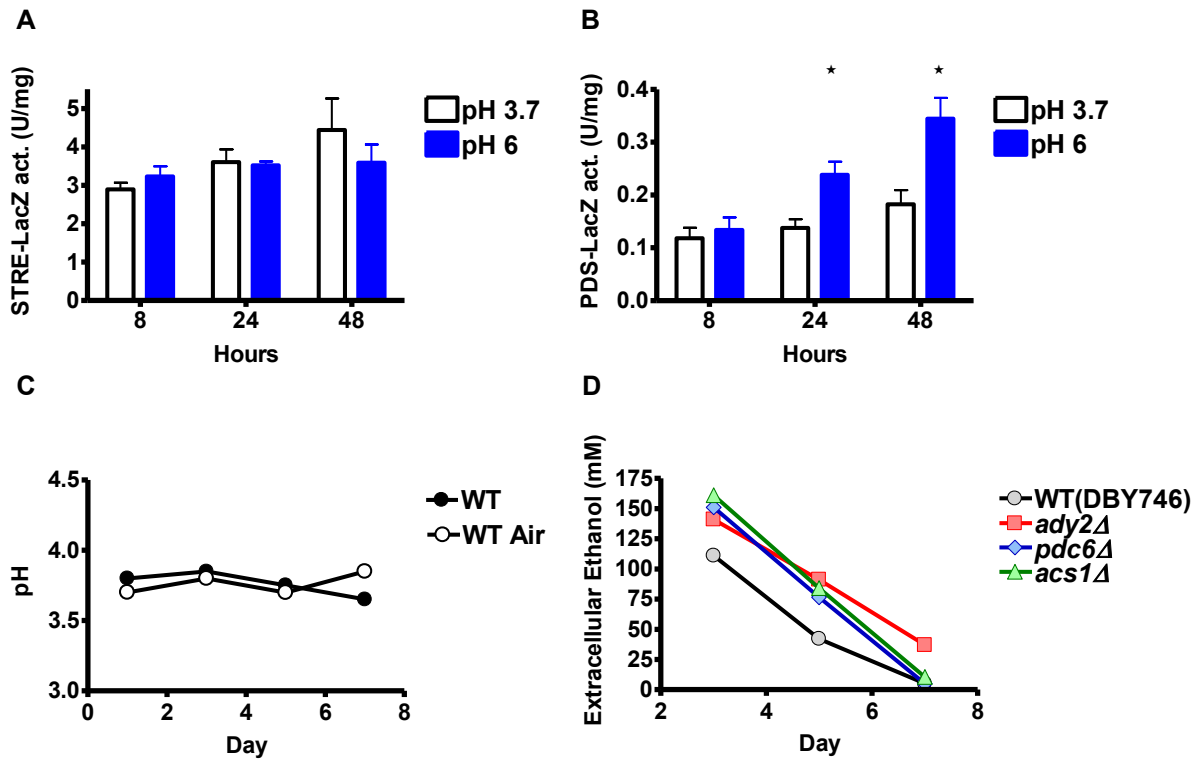 A
STRE-LacZ act. (U/mg)
5
4
3
2
1
0
8
24
48
Hours
pH 3.7
pH 6
B
PDS-LacZ act. (U/mg)
0.4
0.3
0.2
0.1
0.0
8
24
48
Hours
★
★
pH 3.7
pH 6
C
pH
4.5
4.0
3.5
3.0
0
2
4
6
8
Day
WT
WT Air
D
Extracellular Ethanol (mM)
175
150
125
100
75
50
25
0
2
4
6
8
Day
WT(DBY746)
ady2Δ
pdc6Δ
acs1Δ